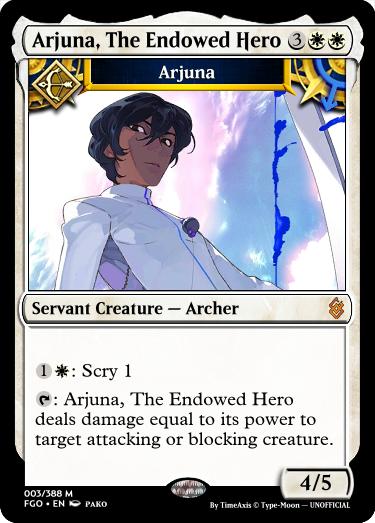 Arjuna, The Endowed Hero 3
Arjuna
Servant Creature — Archer
1 : Scry 1
: Arjuna, The Endowed Hero
deals damage equal to its power to
target attacking or blocking creature.
4/5
003/388 M
FGO • EN PAKO
By TimeAxis © Type-Moon — UNOFFICIAL